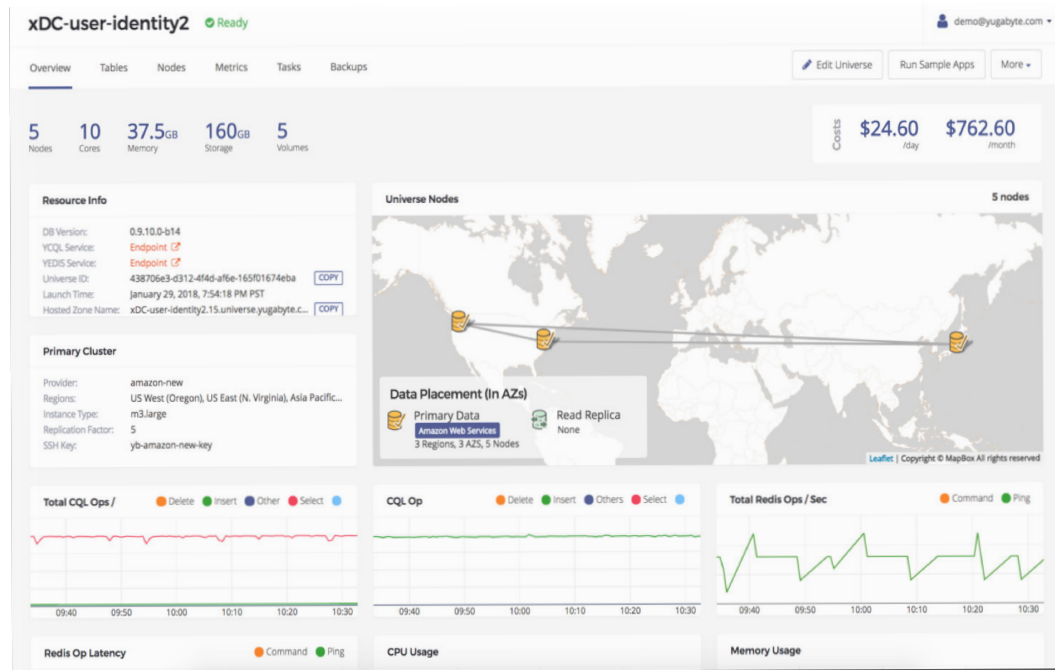 xDC-user-identity2 Ready
demo@yugabyte.com
Overview Tables Nodes Metrics Tasks Backups
Edit Universe Run Sample Apps More
5 10 37.5GB 160GB 5
Nodes Cores Memory Storage Volumes
Costs $24.60 /day $762.60 /month
Resource Info
DB Version: 0.9.10.0-b14
YCQL Service: Endpoint
YEDIS Service: Endpoint
Universe ID: 438706e3-d312-4f4d-af6e-165f01674eba COPY
Launch Time: January 29, 2018, 7:54:18 PM PST
Hosted Zone Name: xDC-user-identity2.15.universe.yugabyte.c... COPY
Universe Nodes 5 nodes
Data Placement (In AZs)
Primary Data
Amazon Web Services
3 Regions, 3 AZS, 5 Nodes
Read Replica
None
Leaflet | Copyright © MapBox All rights reserved
Primary Cluster
Provider: amazon-new
Regions: US West (Oregon), US East (N. Virginia), Asia Pacific...
Instance Type: m3.large
Replication Factor: 5
SSH Key: yb-amazon-new-key
Total CQL Ops / Delete Insert Other Select
09:40 09:50 10:00 10:10 10:20 10:30
CQL Op Delete Insert Others Select
09:40 09:50 10:00 10:10 10:20 10:30
Total Redis Ops / Sec Command Ping
09:40 09:50 10:00 10:10 10:20 10:30
Redis Op Latency Command Ping
CPU Usage
Memory Usage